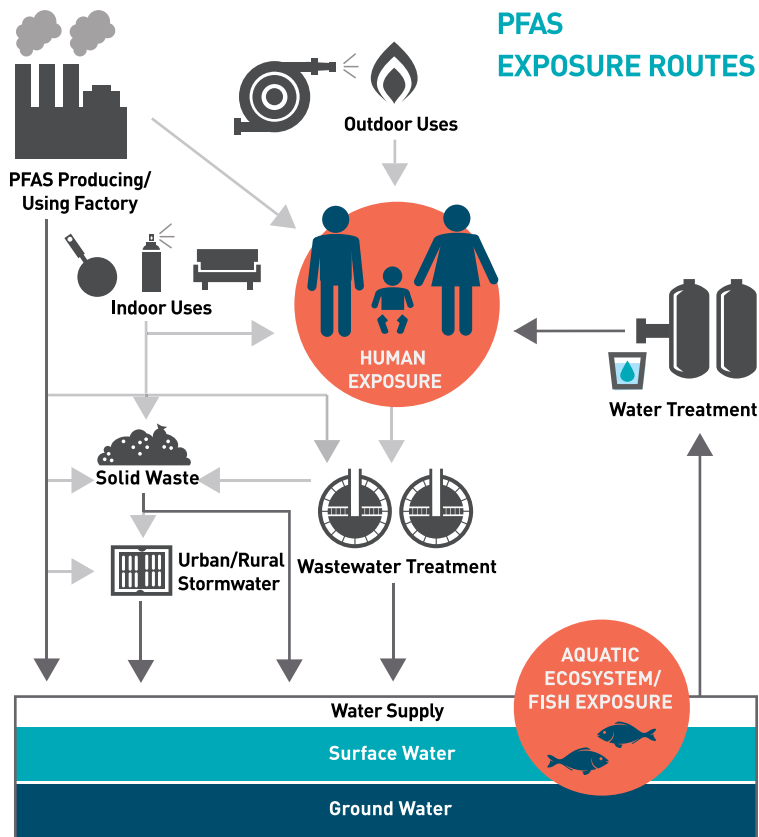 PFAS
EXPOSURE ROUTES
Outdoor Uses
PFAS Producing/
Using Factory
Indoor Uses
HUMAN
EXPOSURE
Water Treatment
Solid Waste
Urban/Rural
Stormwater
Wastewater Treatment
AQUATIC
ECOSYSTEM/
FISH EXPOSURE
Water Supply
Surface Water
Ground Water